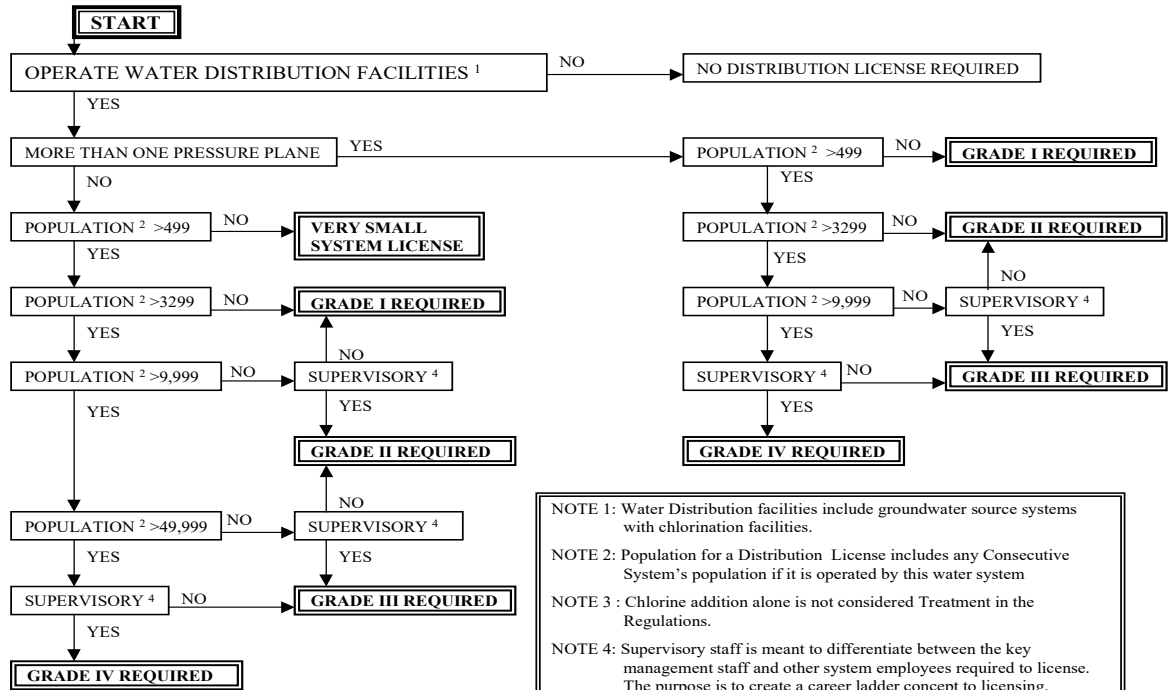 START
OPERATE WATER DISTRIBUTION FACILITIES ¹
NO
NO DISTRIBUTION LICENSE REQUIRED
YES
MORE THAN ONE PRESSURE PLANE
YES
POPULATION ² >499
NO
GRADE I REQUIRED
NO
YES
POPULATION ² >499
NO
VERY SMALL
SYSTEM LICENSE
POPULATION ² >3299
NO
GRADE II REQUIRED
YES
YES
NO
POPULATION ² >3299
NO
GRADE I REQUIRED
POPULATION ² >9,999
NO
SUPERVISORY ⁴
YES
NO
YES
YES
POPULATION ² >9,999
NO
SUPERVISORY ⁴
SUPERVISORY ⁴
NO
GRADE III REQUIRED
YES
YES
YES
GRADE II REQUIRED
GRADE IV REQUIRED
NO
POPULATION ² >49,999
NO
SUPERVISORY ⁴
YES
YES
SUPERVISORY ⁴
NO
GRADE III REQUIRED
YES
GRADE IV REQUIRED
NOTE 1: Water Distribution facilities include groundwater source systems
with chlorination facilities.
NOTE 2: Population for a Distribution License includes any Consecutive
System's population if it is operated by this water system
NOTE 3 : Chlorine addition alone is not considered Treatment in the
Regulations.
NOTE 4: Supervisory staff is meant to differentiate between the key
management staff and other system employees required to license.
The purpose is to create a career ladder concept to licensing.